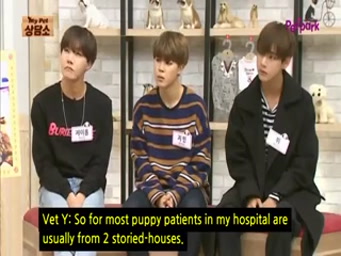 My Pet
상담소
Petpark
BURIED
제이홉
지민
뷔
Vet Y: So for most puppy patients in my hospital are
usually from 2 storied-houses,